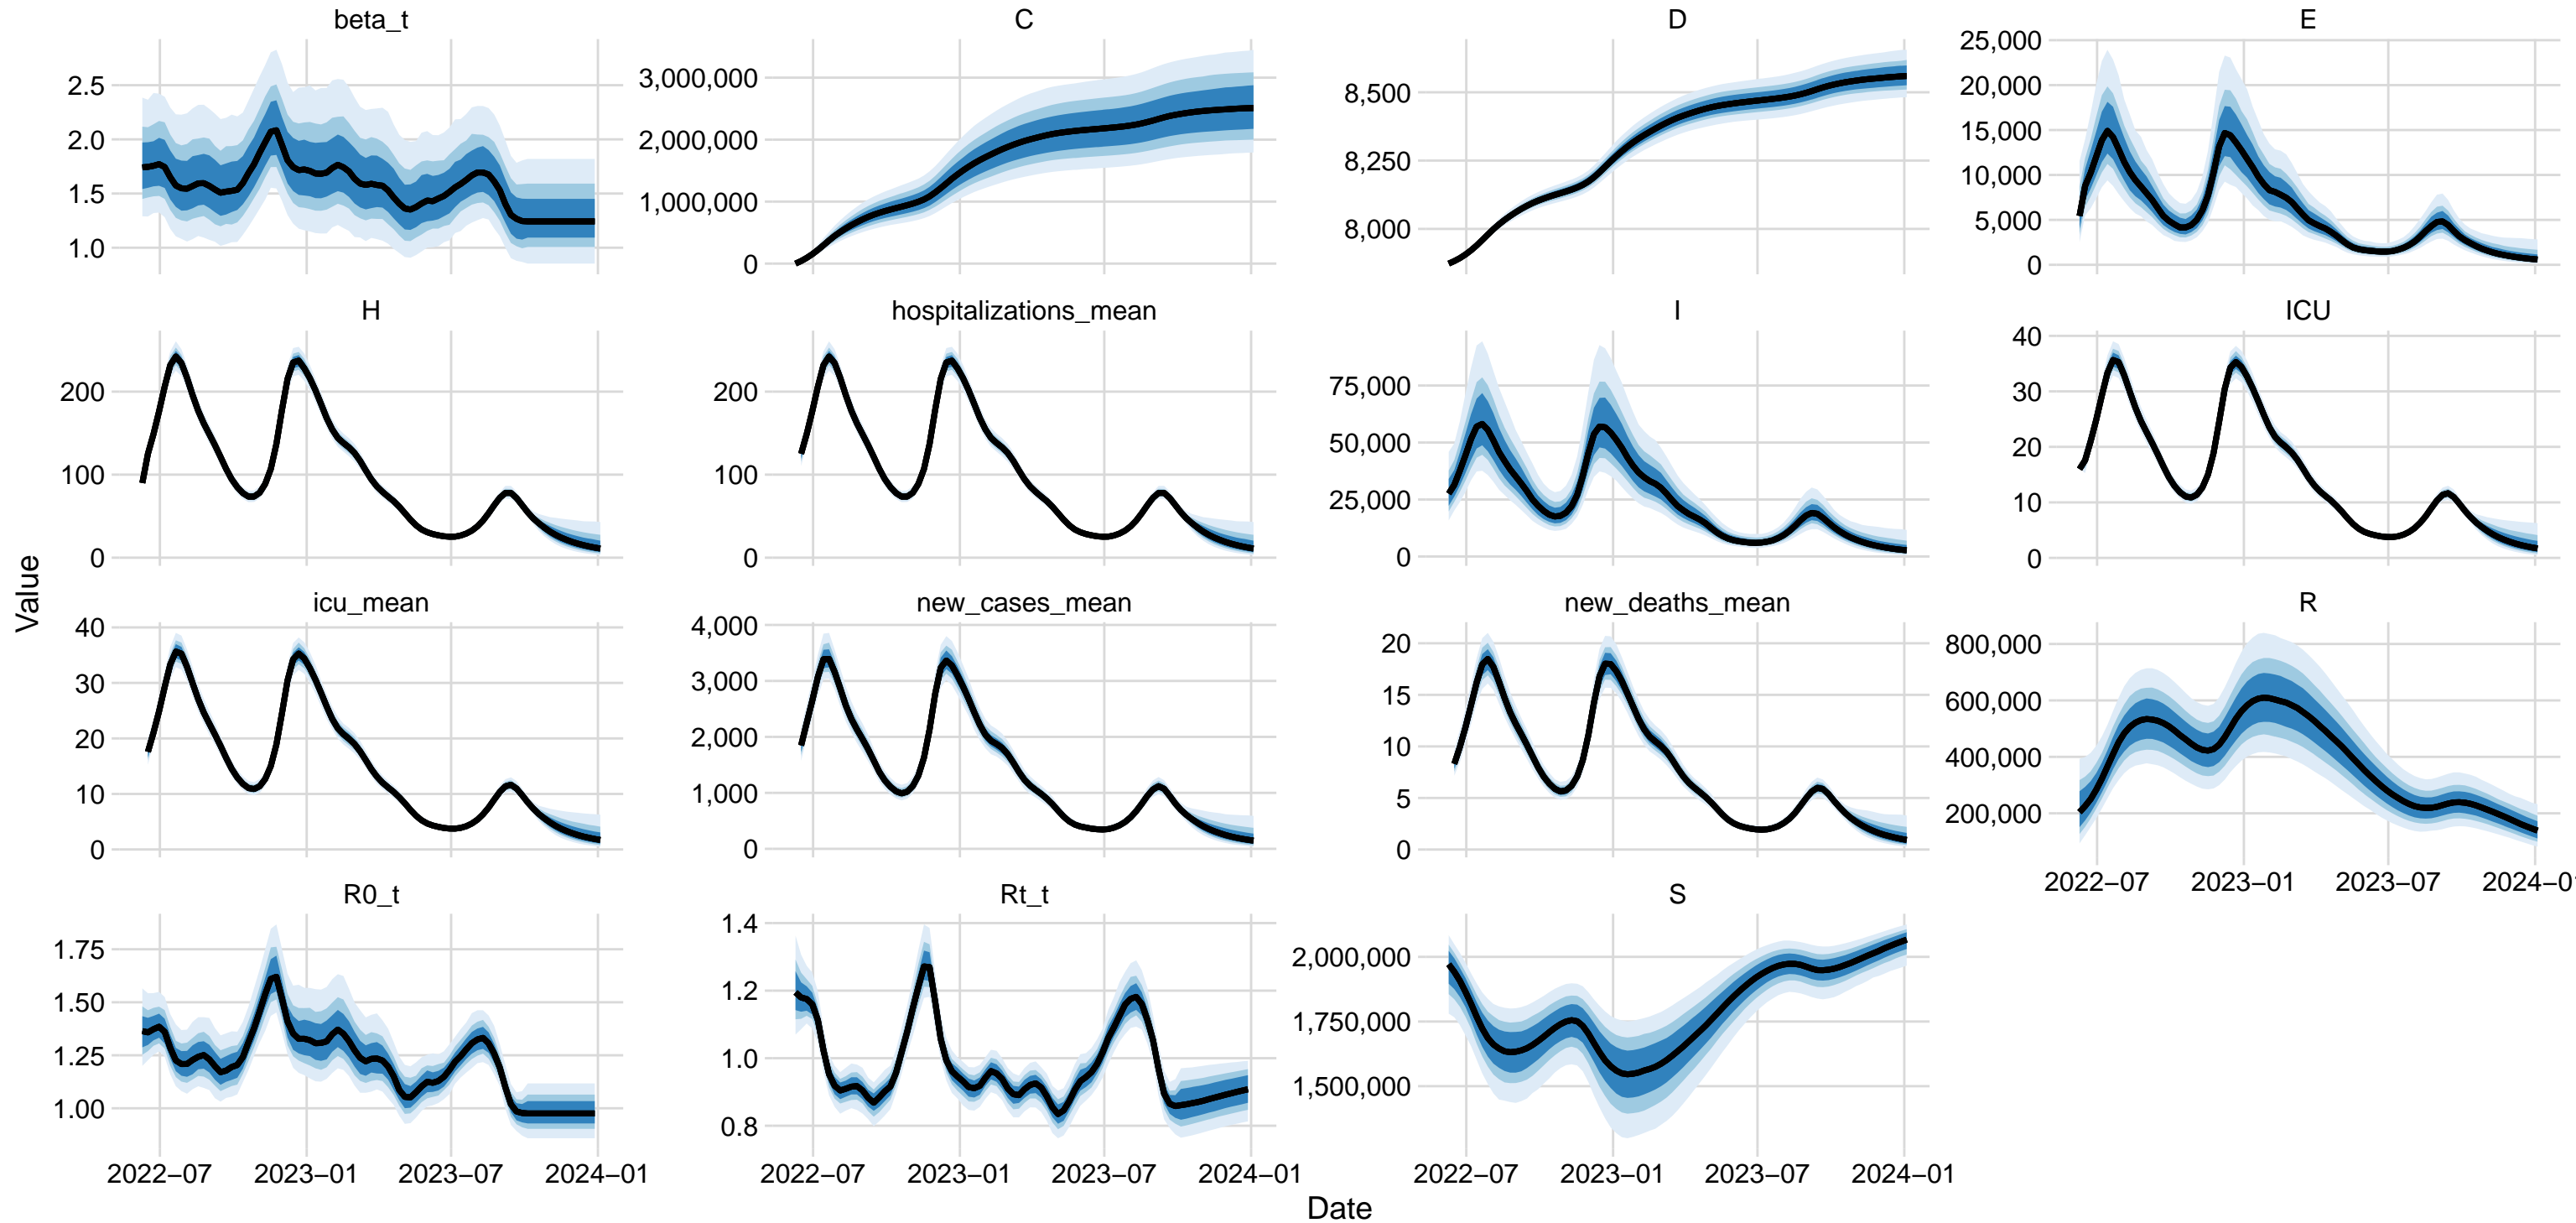 beta_t
C
D
E
2.5
2.0
1.5
1.0
3,000,000
2,000,000
1,000,000
0
8,500
8,250
8,000
25,000
20,000
15,000
10,000
5,000
0
H
hospitalizations_mean
I
ICU
200
100
0
200
100
0
75,000
50,000
25,000
0
40
30
20
10
0
Value
icu_mean
new_cases_mean
new_deaths_mean
R
40
30
20
10
0
4,000
3,000
2,000
1,000
0
20
15
10
5
0
800,000
600,000
400,000
200,000
2022−07 2023−01 2023−07 2024−01
R0_t
Rt_t
S
1.75
1.50
1.25
1.00
1.4
1.2
1.0
0.8
2,000,000
1,750,000
1,500,000
2022−07 2023−01 2023−07 2024−01
2022−07 2023−01 2023−07 2024−01
2022−07 2023−01 2023−07 2024−01
Date